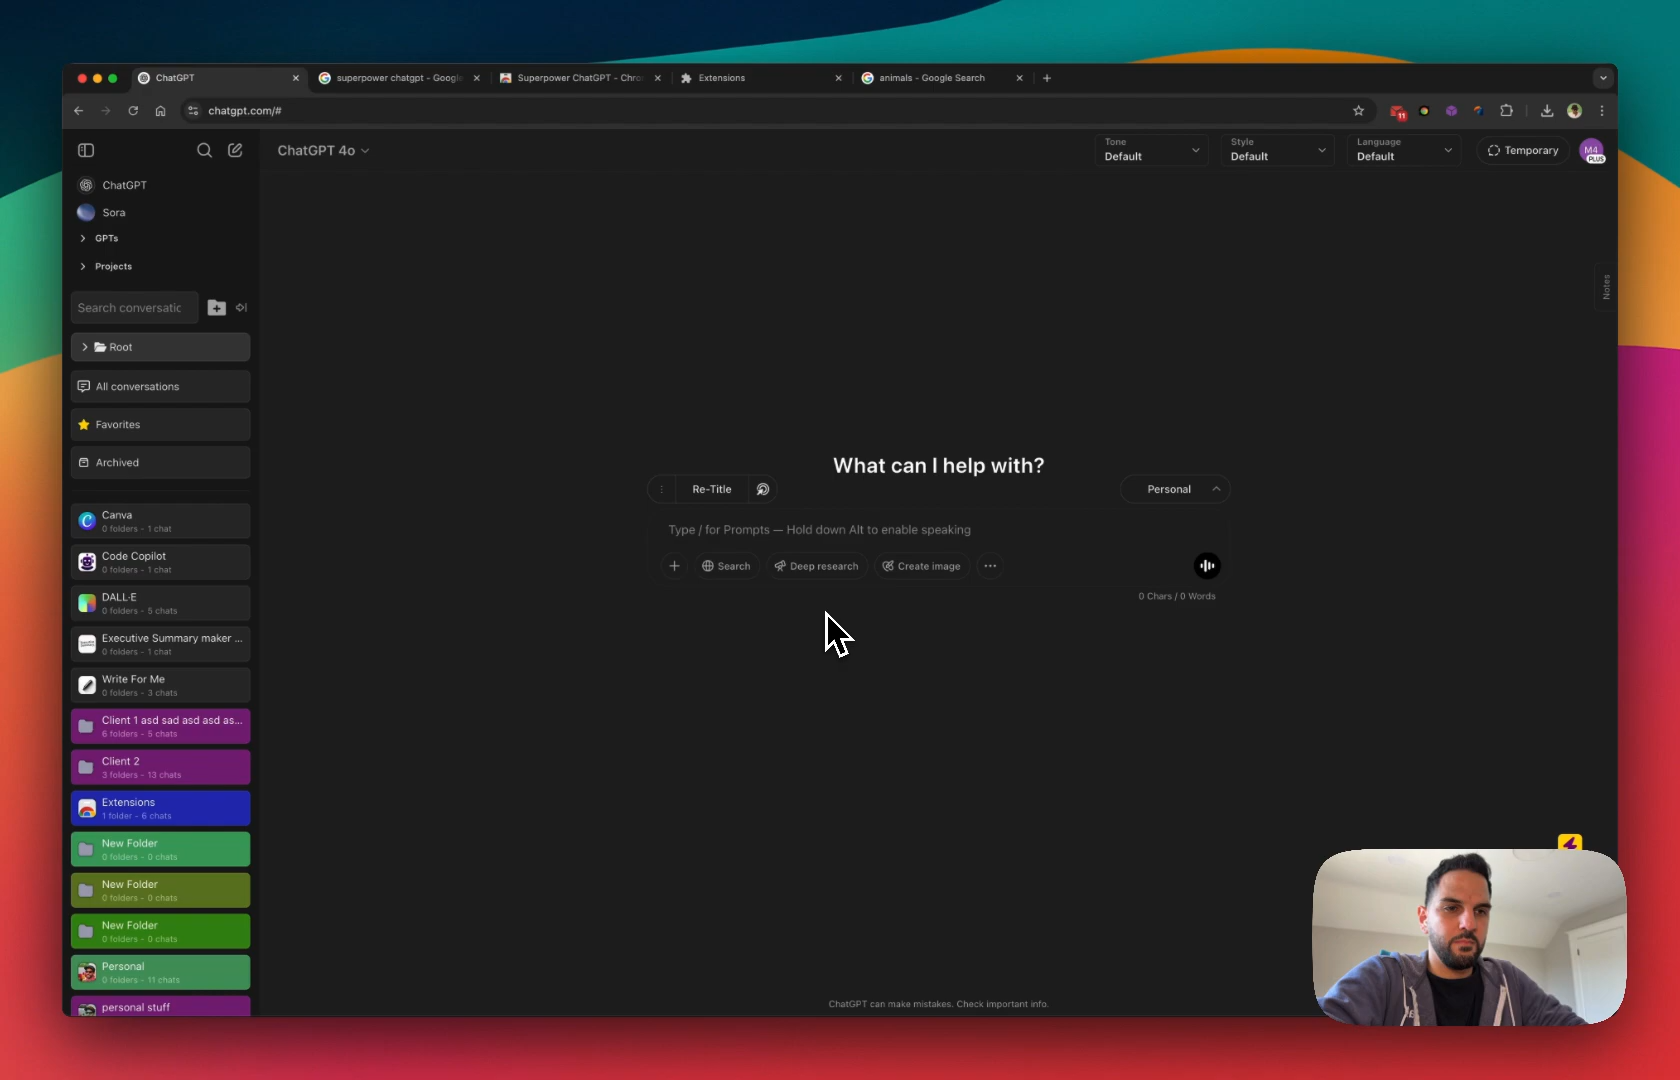 ChatGPT
superpower chatgpt - Google
Superpower ChatGPT - Chro
Extensions
animals - Google Search
chatgpt.com/#
11
ChatGPT 4o
Tone
Default
Style
Default
Language
Default
Temporary
M4
PLUS
ChatGPT
Sora
GPTs
Projects
Search conversatic
Root
All conversations
Favorites
Archived
Canva
0 folders - 1 chat
Code Copilot
0 folders - 1 chat
DALL·E
0 folders - 5 chats
Executive Summary maker ...
0 folders - 1 chat
Write For Me
0 folders - 3 chats
Client 1 asd sad asd asd as...
6 folders - 5 chats
Client 2
3 folders - 13 chats
Extensions
1 folder - 6 chats
New Folder
0 folders - 0 chats
New Folder
0 folders - 0 chats
New Folder
0 folders - 0 chats
Personal
0 folders - 11 chats
personal stuff
Notes
What can I help with?
Re-Title
Personal
Type / for Prompts — Hold down Alt to enable speaking
Search
Deep research
Create image
0 Chars / 0 Words
ChatGPT can make mistakes. Check important info.